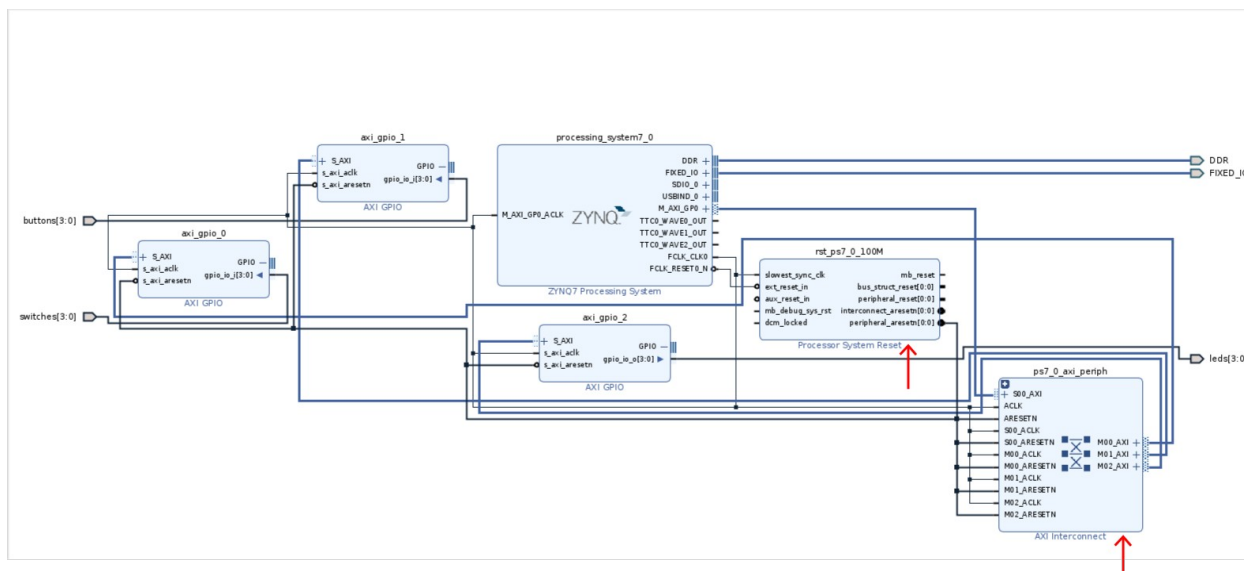 axi_gpio_1
S_AXI
s_axi_aclk
s_axi_aresetn
GPIO
gpio_io_i[3:0]
AXI GPIO
processing_system7_0
M_AXI_GP0_ACLK
ZYNQ
DDR
FIXED_IO
SDIO_0
USBIND_0
M_AXI_GP0
TTC0_WAVE0_OUT
TTC0_WAVE1_OUT
TTC0_WAVE2_OUT
FCLK_CLK0
FCLK_RESET0_N
ZYNQ7 Processing System
DDR
FIXED_IO
buttons[3:0]
axi_gpio_0
S_AXI
s_axi_aclk
s_axi_aresetn
GPIO
gpio_io_i[3:0]
AXI GPIO
switches[3:0]
rst_ps7_0_100M
slowest_sync_clk
ext_reset_in
aux_reset_in
mb_debug_sys_rst
dcm_locked
mb_reset
bus_struct_reset[0:0]
peripheral_reset[0:0]
interconnect_aresetn[0:0]
peripheral_aresetn[0:0]
Processor System Reset
axi_gpio_2
S_AXI
s_axi_aclk
s_axi_aresetn
GPIO
gpio_io_o[3:0]
AXI GPIO
leds[3:0
ps7_0_axi_periph
S00_AXI
ACLK
ARESETN
S00_ACLK
S00_ARESETN
M00_ACLK
M00_ARESETN
M01_ACLK
M01_ARESETN
M02_ACLK
M02_ARESETN
M00_AXI
M01_AXI
M02_AXI
AXI Interconnect